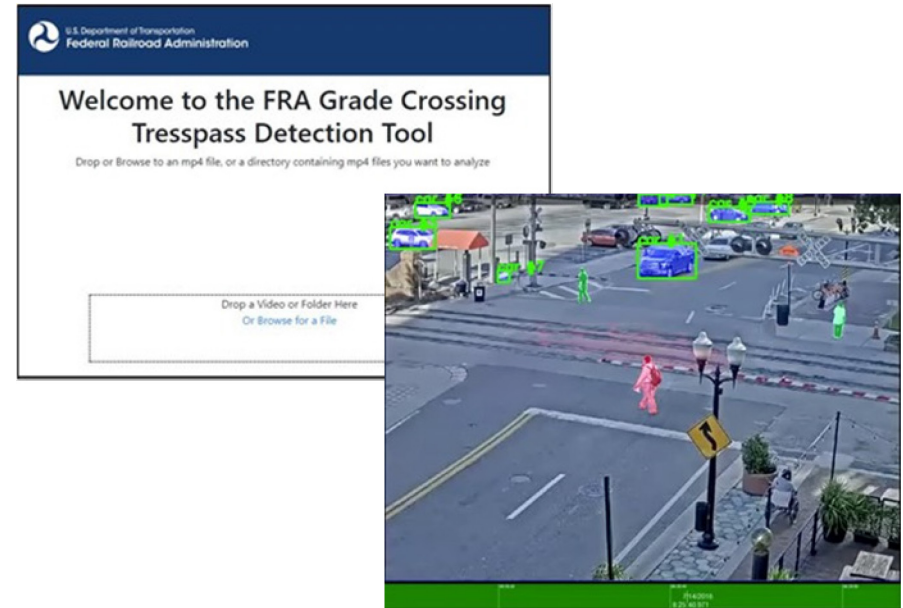 U.S. Department of Transportation
Federal Railroad Administration
Welcome to the FRA Grade Crossing
Tresspass Detection Tool
Drop or Browse to an mp4 file, or a directory containing mp4 files you want to analyze
Drop a Video or Folder Here
Or Browse for a File